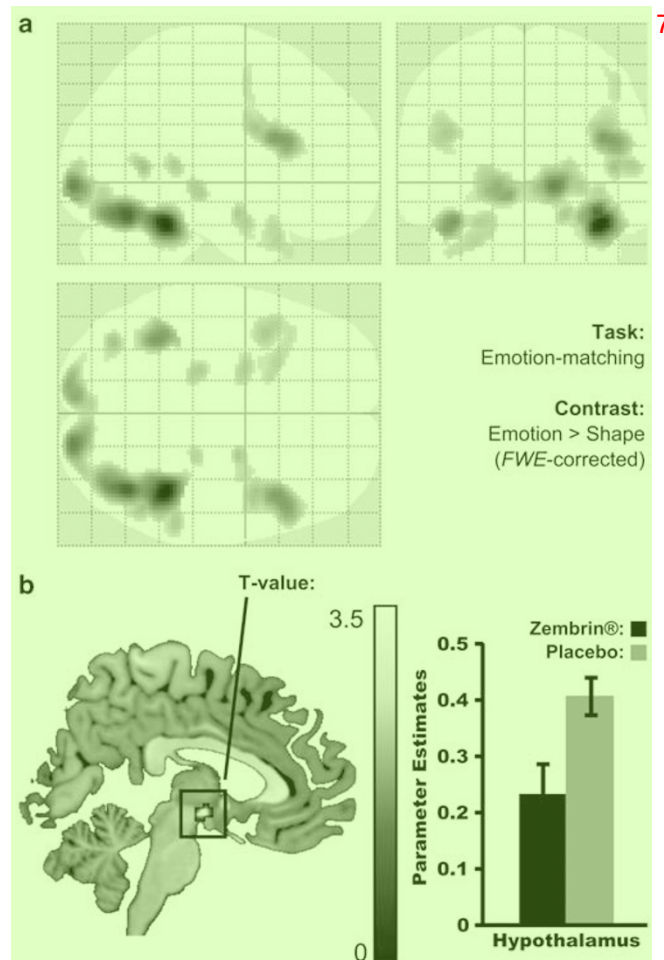 a
7
Task:
Emotion-matching
Contrast:
Emotion > Shape
(FWE-corrected)
b
T-value:
3.5
0
Zembrin®:
Placebo:
Parameter Estimates
0.5
0.4
0.3
0.2
0.1
0
Hypothalamus